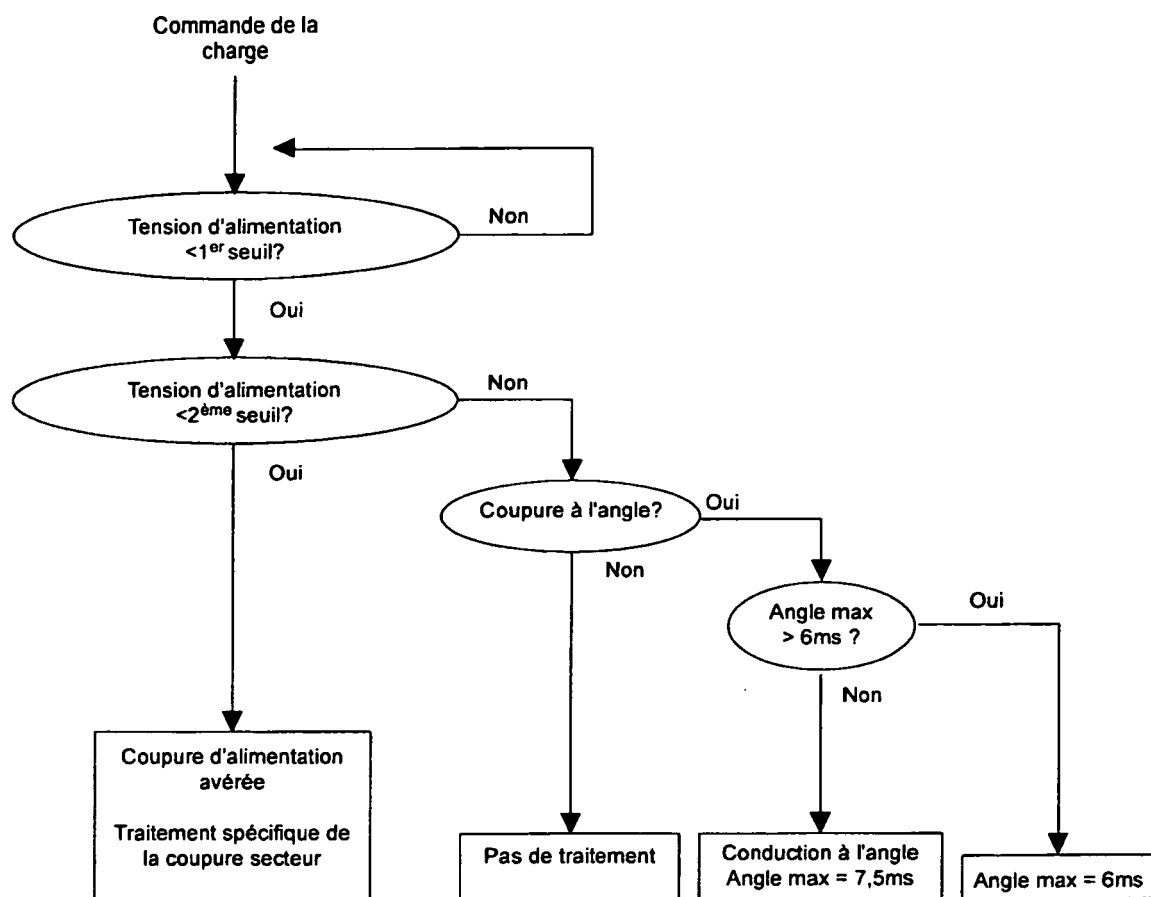 Commande de la
charge
Tension d'alimentation
<1er seuil?
Non
Oui
Tension d'alimentation
<2ème seuil?
Non
Oui
Coupure à l'angle?
Oui
Non
Angle max
> 6ms ?
Oui
Non
Coupure d'alimentation
avérée
Traitement spécifique de
la coupure secteur
Pas de traitement
Conduction à l'angle
Angle max = 7,5ms
Angle max = 6ms